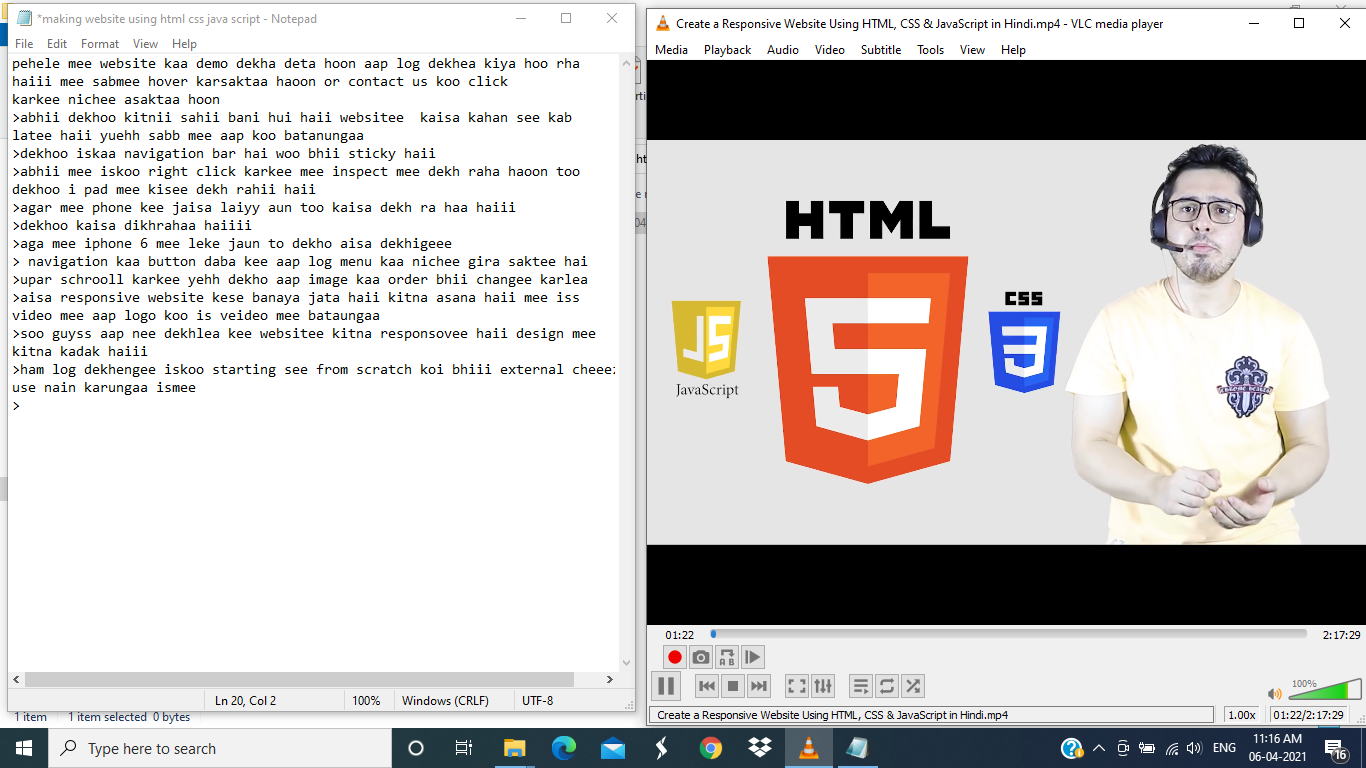 *making website using html css java script - Notepad
File Edit Format View Help
pehele mee website kaa demo dekha deta hoon aap log dekhea kiya hoo rha
haiii mee sabmee hover karsaktaa haoon or contact us koo click
karkee nichee asaktaa hoon
>abhii dekhoo kitnii sahii bani hui haii websitee  kaisa kahan see kab
latee haii yuehh sabb mee aap koo batanungaa
>dekhoo iskaa navigation bar hai woo bhii sticky haii
>abhii mee iskoo right click karkee mee inspect mee dekh raha haoon too
dekhoo i pad mee kisee dekh rahii haii
>agar mee phone kee jaisa laiyy aun too kaisa dekh ra haa haiii
>dekhoo kaisa dikhrahaa haiiii
>aga mee iphone 6 mee leke jaun to dekho aisa dekhigeee
> navigation kaa button daba kee aap log menu kaa nichee gira saktee hai
>upar schrooll karkee yehh dekho aap image kaa order bhii changee karlea
>aisa responsive website kese banaya jata haii kitna asana haii mee iss
video mee aap logo koo is veideo mee bataungaa
>soo guyss aap nee dekhlea kee websitee kitna responsovee haii design mee
kitna kadak haiii
>ham log dekhengee iskoo starting see from scratch koi bhiii external
use nain karungaa ismee
>
Ln 20, Col 2 100% Windows (CRLF) UTF-8
1 item 1 item selected 0 bytes
Create a Responsive Website Using HTML, CSS & JavaScript in Hindi.mp4 - VLC media player
Media Playback Audio Video Subtitle Tools View Help
HTML
5
JS
JavaScript
CSS
3
01:22 2:17:29
A B
100%
Create a Responsive Website Using HTML, CSS & JavaScript in Hindi.mp4 1.00x 01:22/2:17:29
Type here to search
ENG
11:16 AM
06-04-2021
16